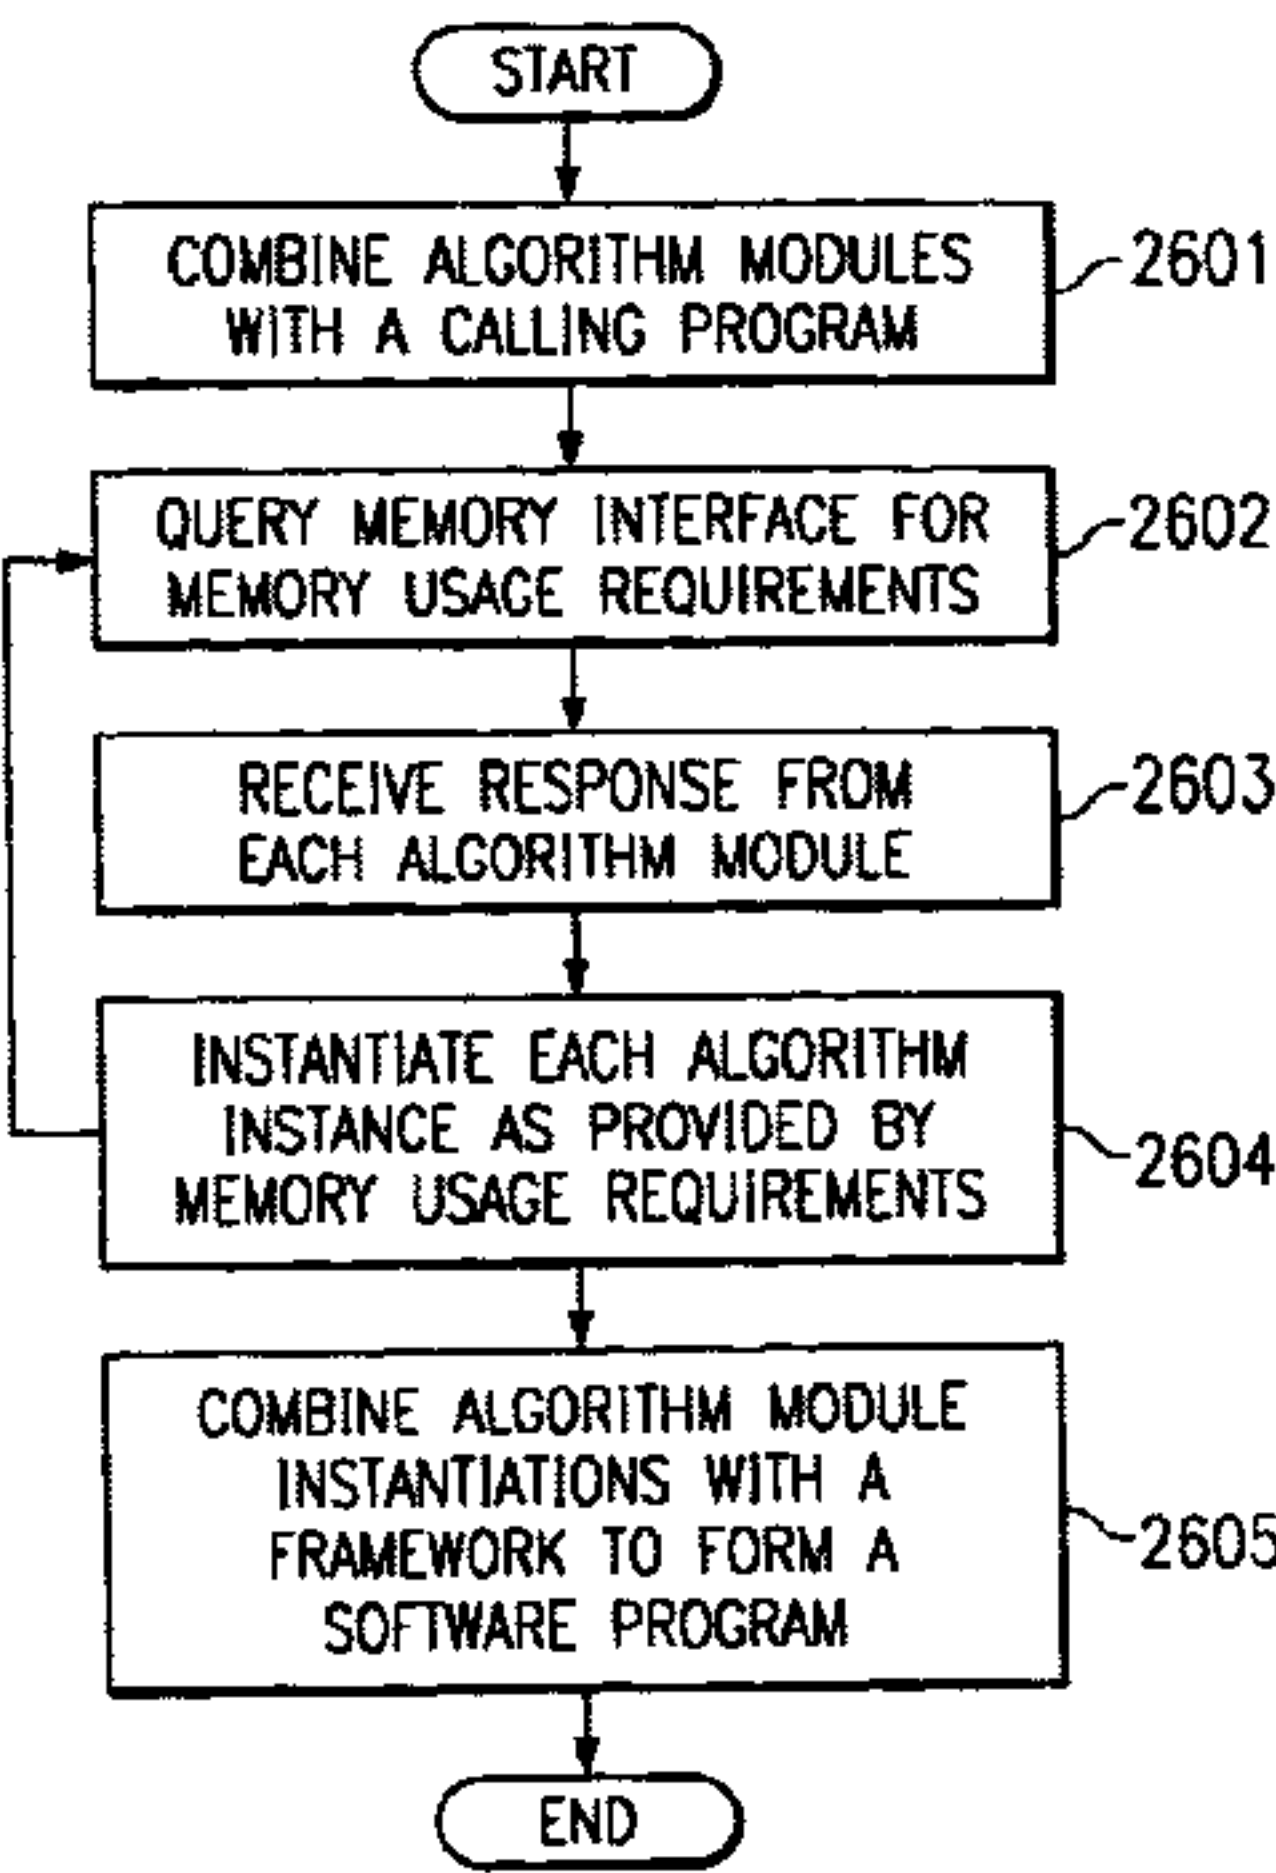 START
COMBINE ALGORITHM MODULES
WITH A CALLING PROGRAM
2601
QUERY MEMORY INTERFACE FOR
MEMORY USAGE REQUIREMENTS
2602
RECEIVE RESPONSE FROM
EACH ALGORITHM MODULE
2603
INSTANTIATE EACH ALGORITHM
INSTANCE AS PROVIDED BY
MEMORY USAGE REQUIREMENTS
2604
COMBINE ALGORITHM MODULE
INSTANTIATIONS WITH A
FRAMEWORK TO FORM A
SOFTWARE PROGRAM
2605
END